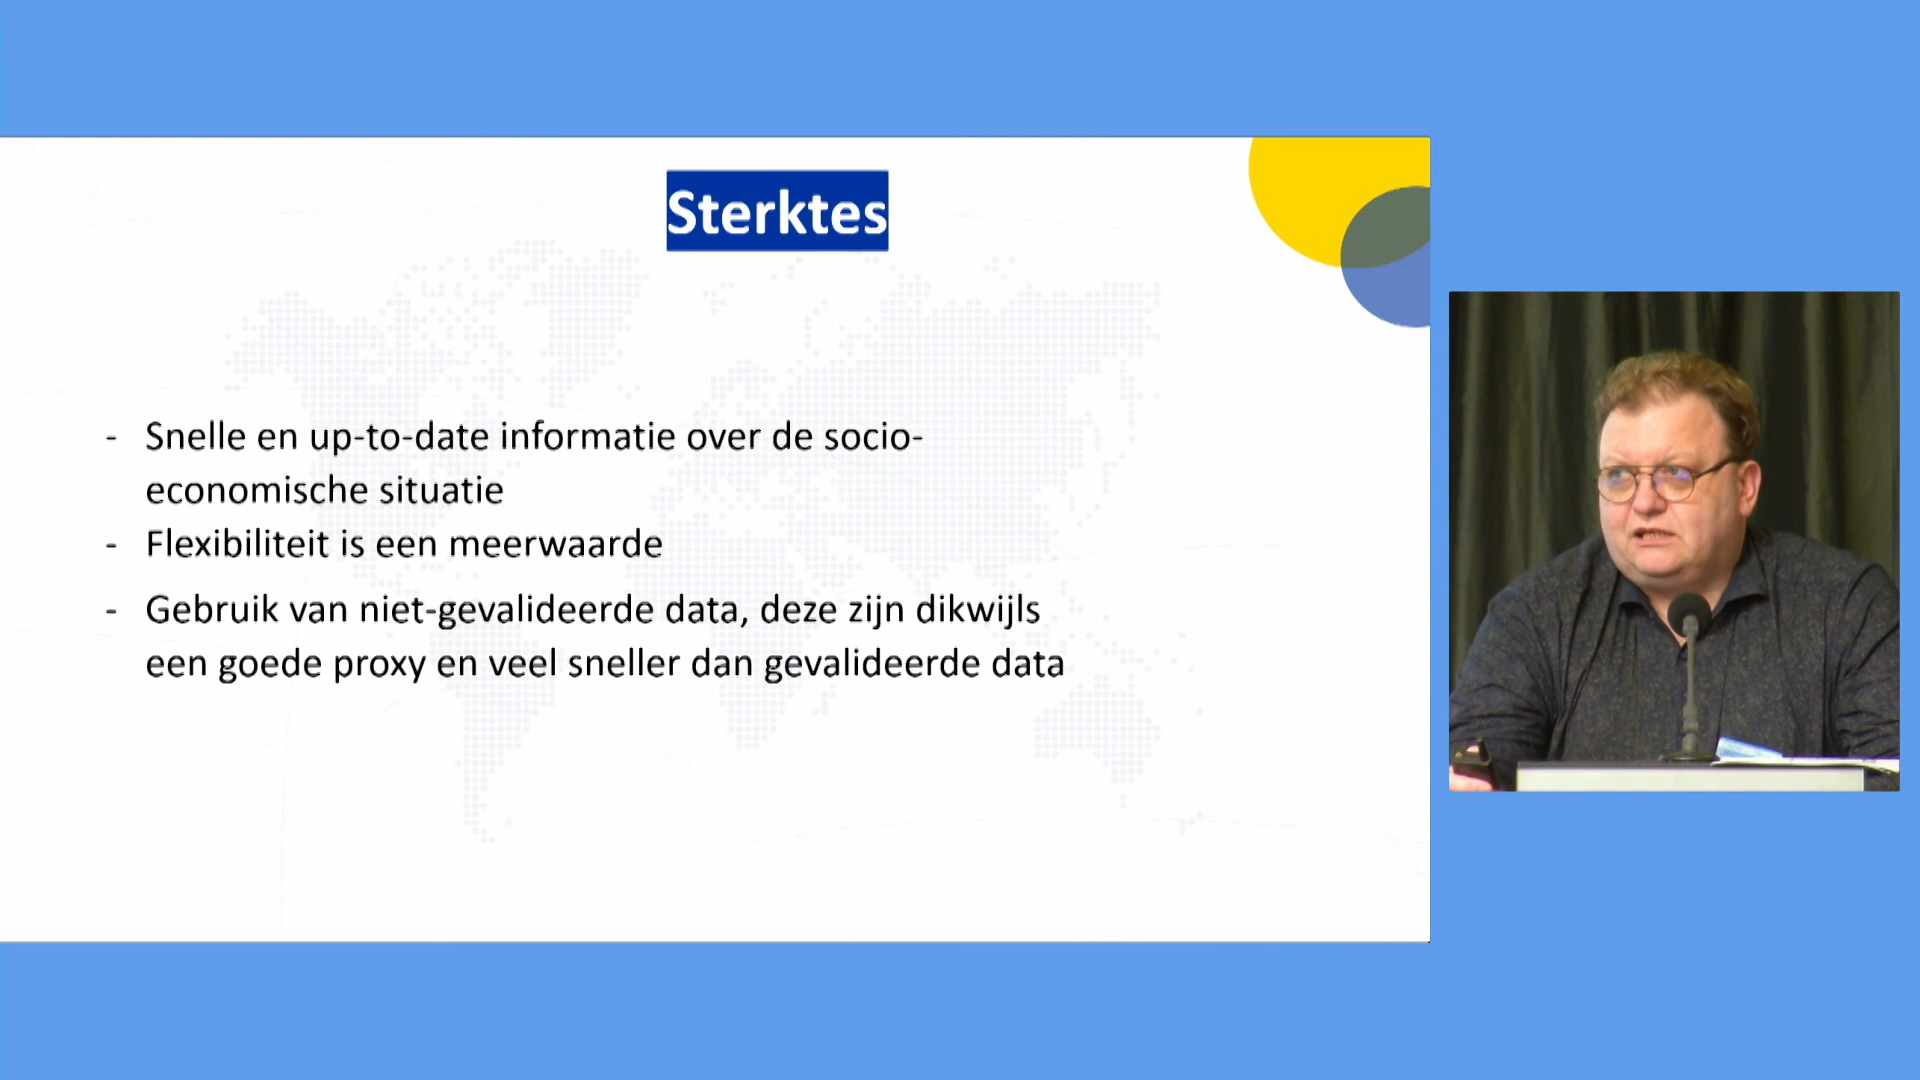 Sterktes
- Snelle en up-to-date informatie over de socio-
economische situatie
- Flexibiliteit is een meerwaarde
- Gebruik van niet-gevalideerde data, deze zijn dikwijls
een goede proxy en veel sneller dan gevalideerde data